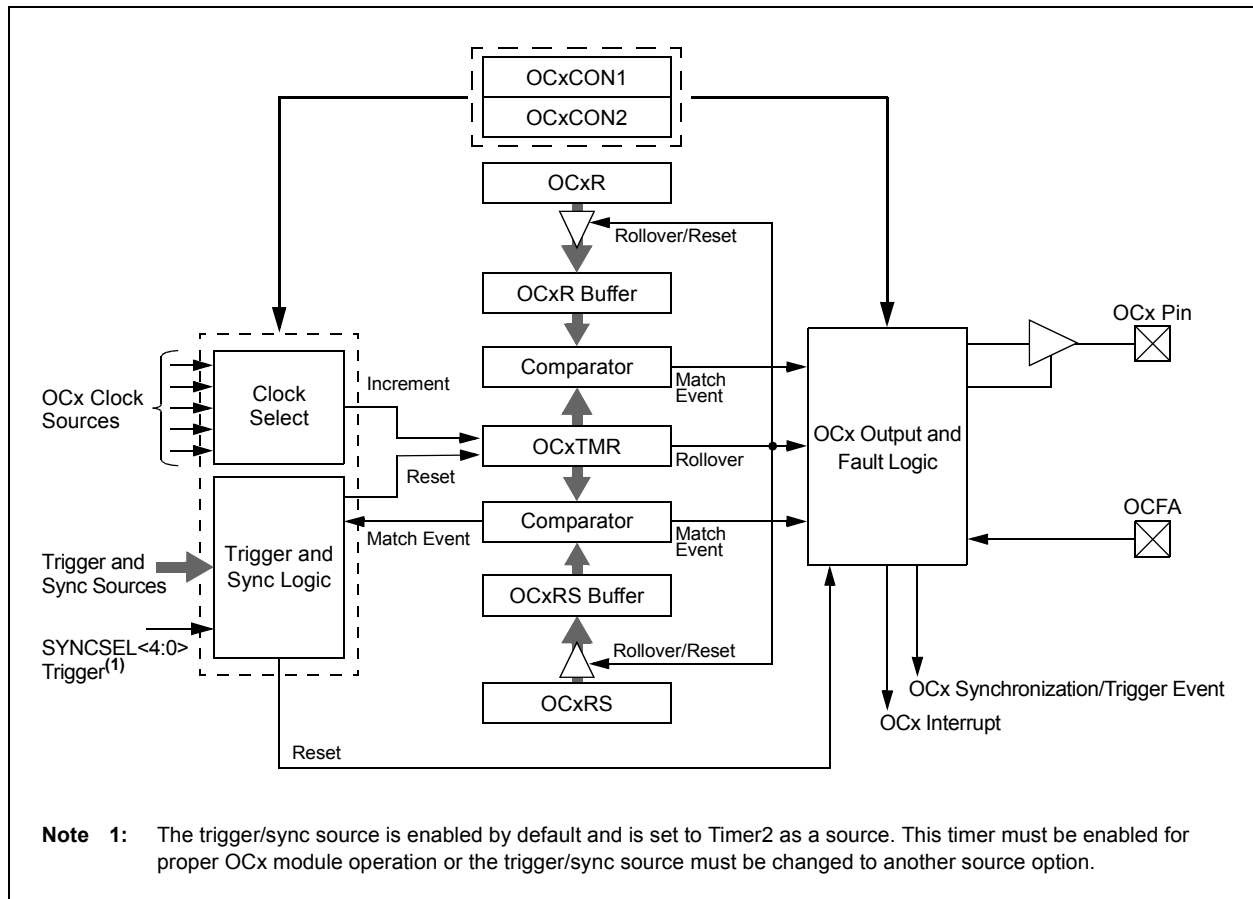 OCxCON1
OCxCON2
OCxR
Rollover/Reset
OCxR Buffer
OCx Pin
Comparator
Match
Event
Increment
OCx Clock
Sources
Clock
Select
OCxTMR
Rollover
OCx Output and
Fault Logic
Reset
Comparator
Match Event
Match
Event
OCFA
Trigger and
Sync Sources
Trigger and
Sync Logic
OCxRS Buffer
SYNCSEL<4:0>
Trigger(1)
Rollover/Reset
OCxRS
OCx Synchronization/Trigger Event
OCx Interrupt
Reset
Note 1: The trigger/sync source is enabled by default and is set to Timer2 as a source. This timer must be enabled for
proper OCx module operation or the trigger/sync source must be changed to another source option.